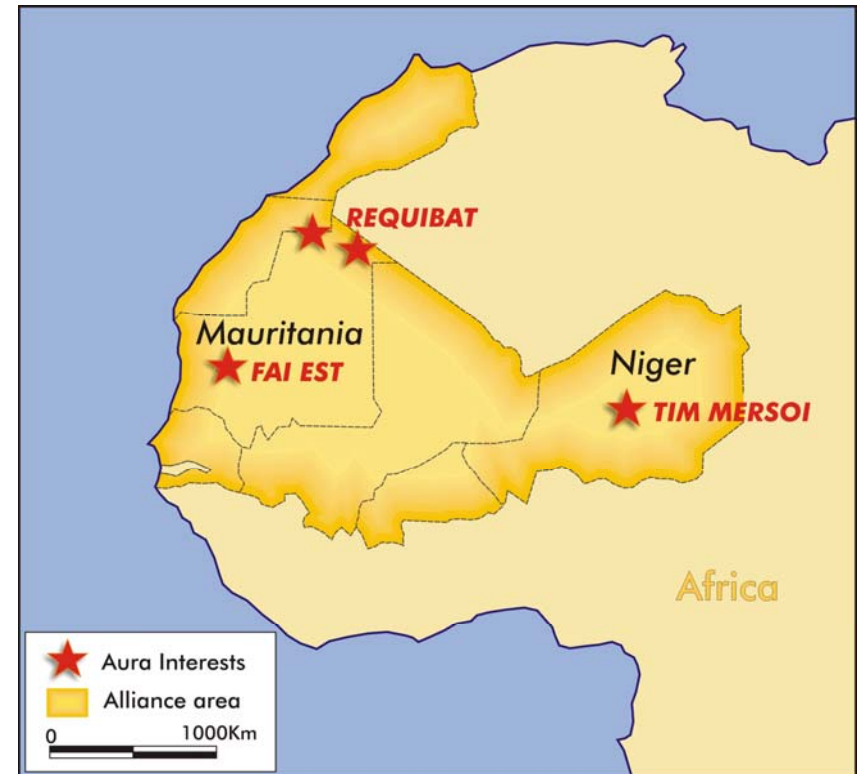 REQUIBAT
Mauritania
FAI EST
Niger
TIM MERSOI
Africa
Aura Interests
Alliance area
0 1000Km